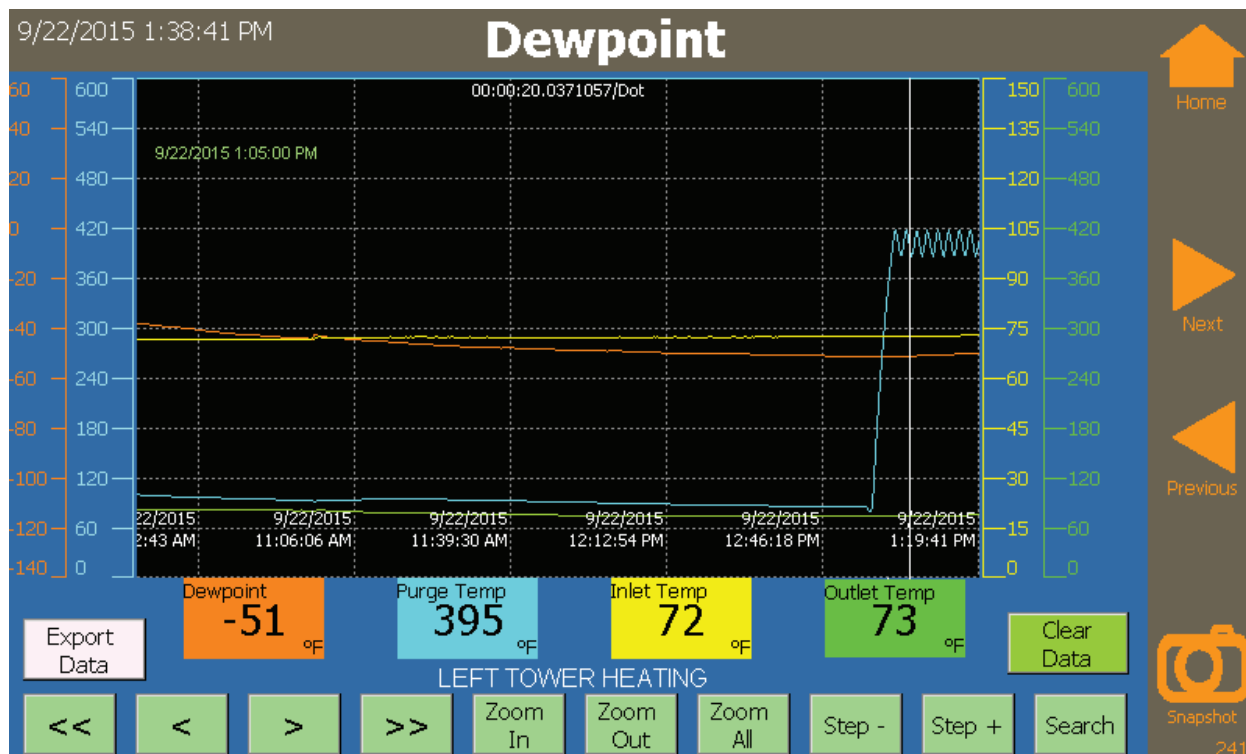 9/22/2015 1:38:41 PM
Dewpoint
Home
00:00:20.0371057/Dot
9/22/2015 1:05:00 PM
60 600 150 600
40 540 135 540
20 480 120 480
0 420 105 420
-20 360 90 360
-40 300 75 300
-60 240 60 240
-80 180 45 180
-100 120 30 120
-120 60 15 60
-140 0 0 0
Next
Previous
22/2015 9/22/2015 9/22/2015 9/22/2015 9/22/2015 9/22/2015
2:43 AM 11:06:06 AM 11:39:30 AM 12:12:54 PM 12:46:18 PM 1:19:41 PM
Dewpoint
-51
°F
Purge Temp
395
°F
Inlet Temp
72
°F
Outlet Temp
73
°F
Export
Data
Clear
Data
LEFT TOWER HEATING
<<
<
>
>>
Zoom
In
Zoom
Out
Zoom
All
Step -
Step +
Search
Snapshot
241